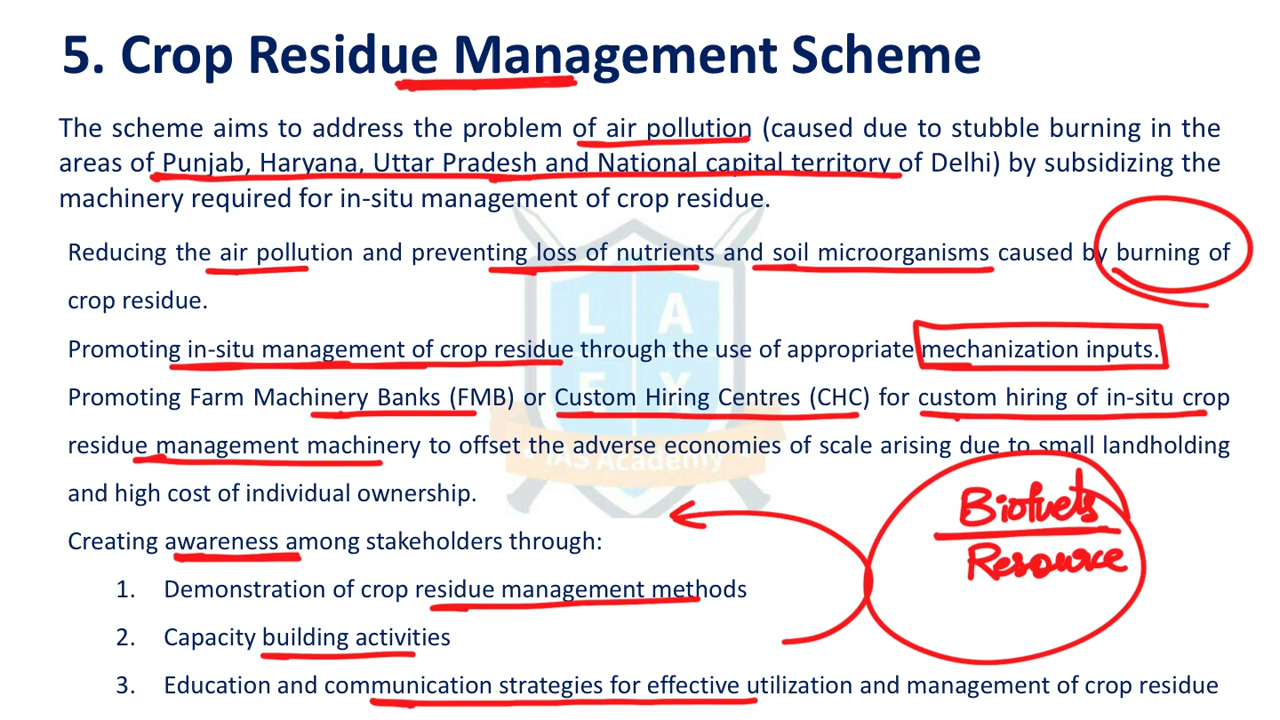 5. Crop Residue Management Scheme
The scheme aims to address the problem of air pollution (caused due to stubble burning in the
areas of Punjab, Haryana, Uttar Pradesh and National capital territory of Delhi) by subsidizing the
machinery required for in-situ management of crop residue.
Reducing the air pollution and preventing loss of nutrients and soil microorganisms caused by burning of
crop residue.
Promoting in-situ management of crop residue through the use of appropriate mechanization inputs.
Promoting Farm Machinery Banks (FMB) or Custom Hiring Centres (CHC) for custom hiring of in-situ crop
residue management machinery to offset the adverse economies of scale arising due to small landholding
and high cost of individual ownership.
Biofuels
Resource
Creating awareness among stakeholders through:
1. Demonstration of crop residue management methods
2. Capacity building activities
3. Education and communication strategies for effective utilization and management of crop residue
L A
E X
IAS Academy